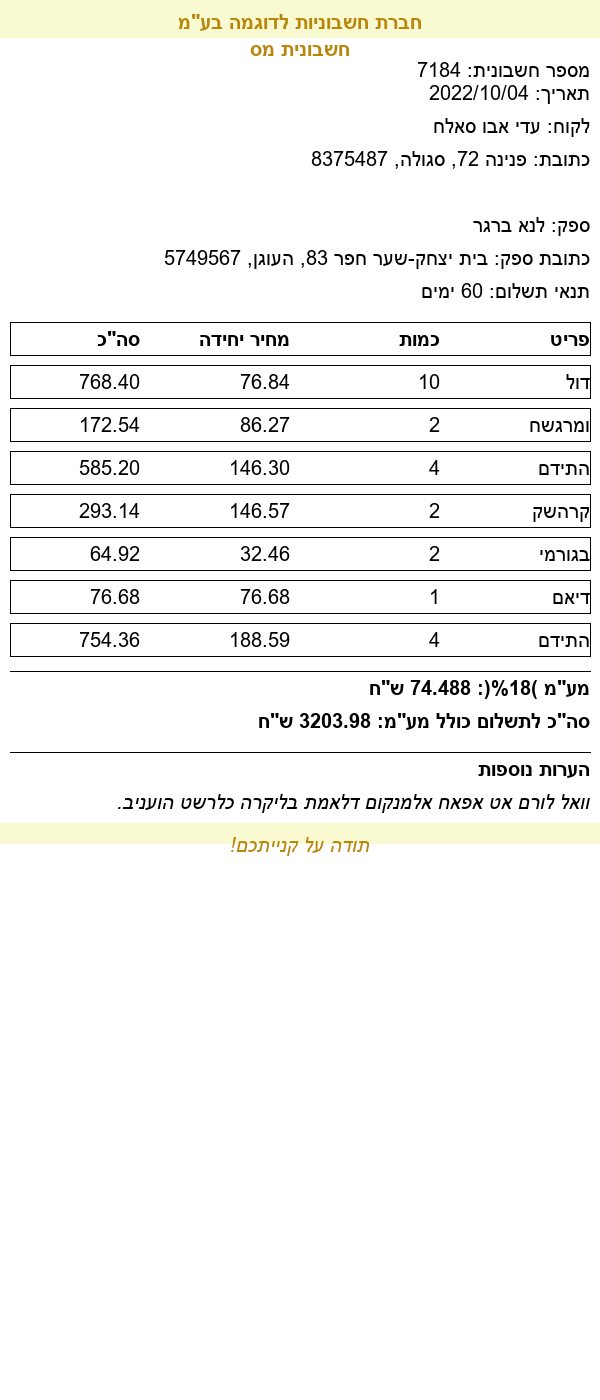 חברת חשבוניות לדוגמה בע"מ
חשבונית מס
מספר חשבונית: 7184
תאריך: 2022/10/04
לקוח: עדי אבו סאלח
כתובת: פנינה 72, סגולה, 8375487
ספק: לנא ברגר
כתובת ספק: בית יצחק-שער חפר 83, העוגן, 5749567
תנאי תשלום: 60 ימים
פריט כמות מחיר יחידה סה"כ
דול 10 76.84 768.40
ומרגשח 2 86.27 172.54
התידם 4 146.30 585.20
קרהשק 2 146.57 293.14
בגורמי 2 32.46 64.92
דיאם 1 76.68 76.68
התידם 4 188.59 754.36
מע"מ )18%(: 74.488 ש"ח
סה"כ לתשלום כולל מע"מ: 3203.98 ש"ח
הערות נוספות
וואל לורם אט אפאח אלמנקום דלאמת בליקרה כלרשט הועניב.
תודה על קנייתכם!